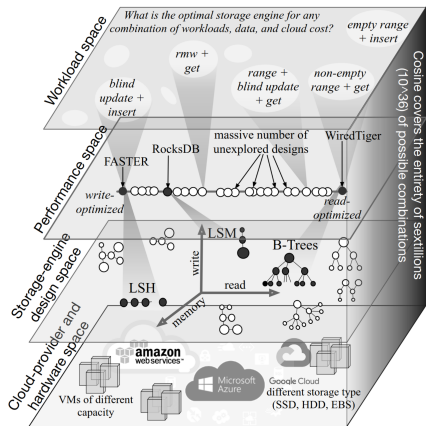 What is the optimal storage engine for any
combination of workloads, data, and cloud cost?
empty range
+ insert
rmw +
get
range +
blind update +
get
non-empty
range + get
blind
update +
insert
Workload space
massive number of
unexplored designs
WiredTiger
RocksDB
FASTER
write-
optimized
read-
optimized
Performance space
LSM
B-Trees
LSH
write
read
memory
Storage-engine
design space
amazon
webservices™
Microsoft
Azure
Google Cloud
different storage type
(SSD, HDD, EBS)
VMs of different
capacity
Cloud-provider and
hardware space
Cosine covers the entirety of sextillions
(10^36) of possible combinations